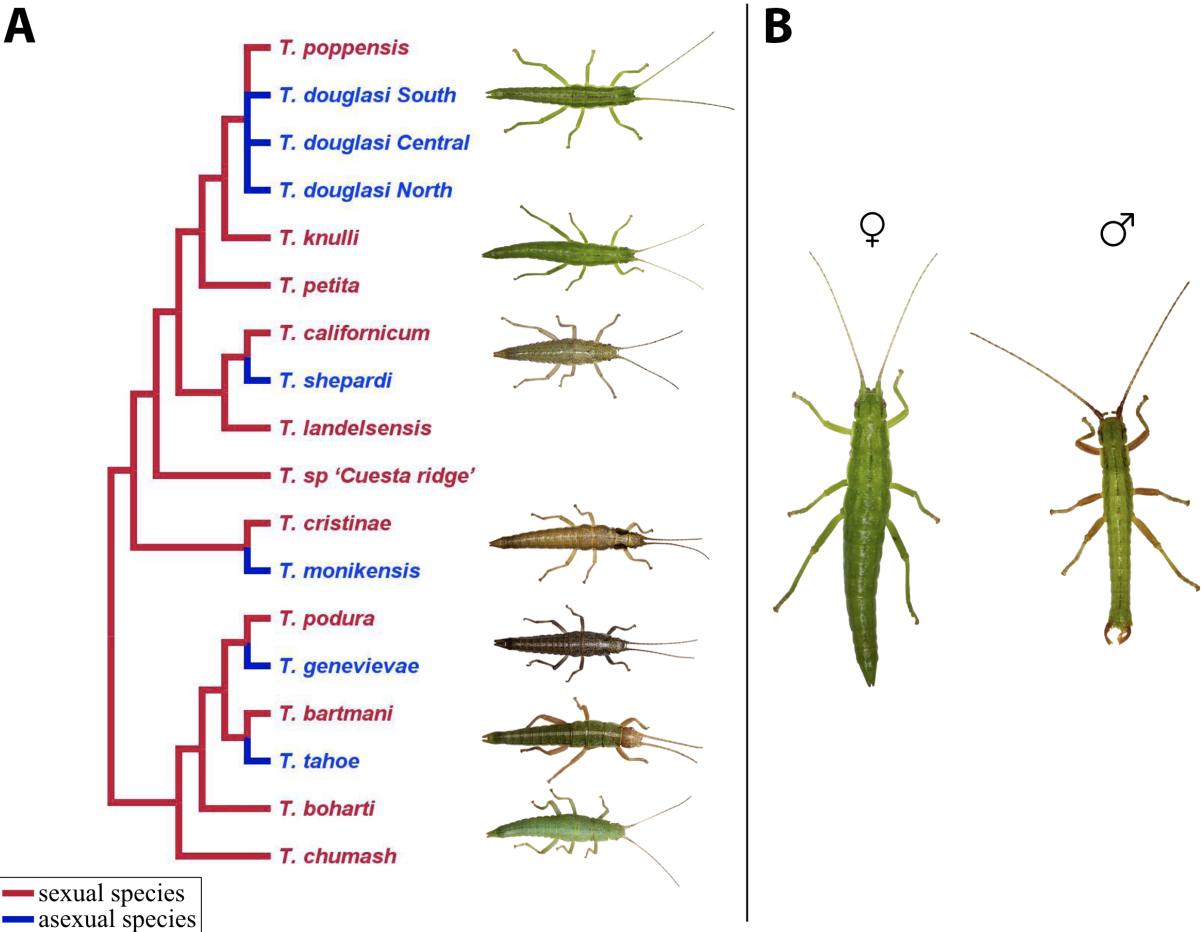 A
B
T. poppensis
T. douglasi South
T. douglasi Central
T. douglasi North
T. knulli
T. petita
T. californicum
T. shepardi
T. landelsensis
T. sp ‘Cuesta ridge’
T. cristinae
T. monikensis
T. podura
T. genevievae
T. bartmani
T. tahoe
T. boharti
T. chumash
sexual species
asexual species
♀
♂